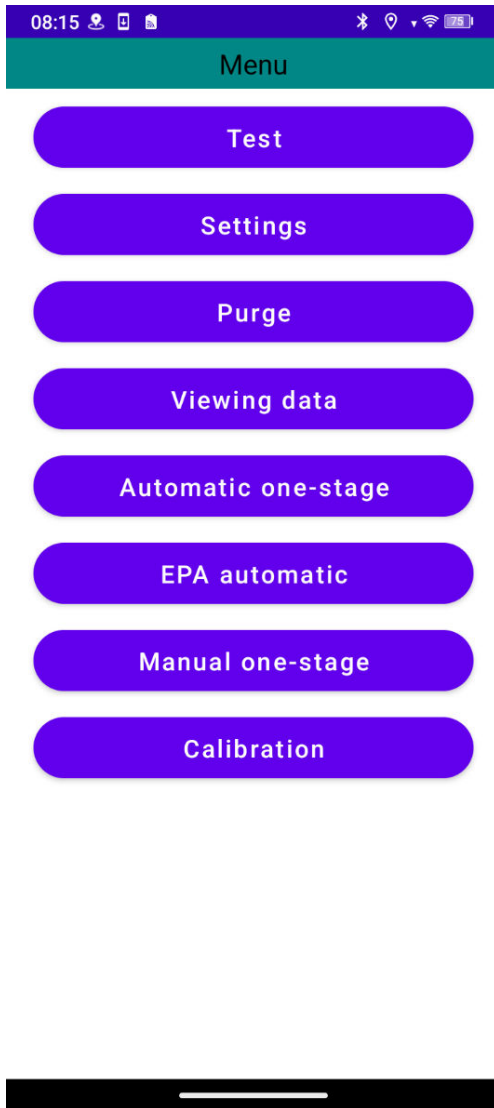 08:15
75
Menu
Test
Settings
Purge
Viewing data
Automatic one-stage
EPA automatic
Manual one-stage
Calibration